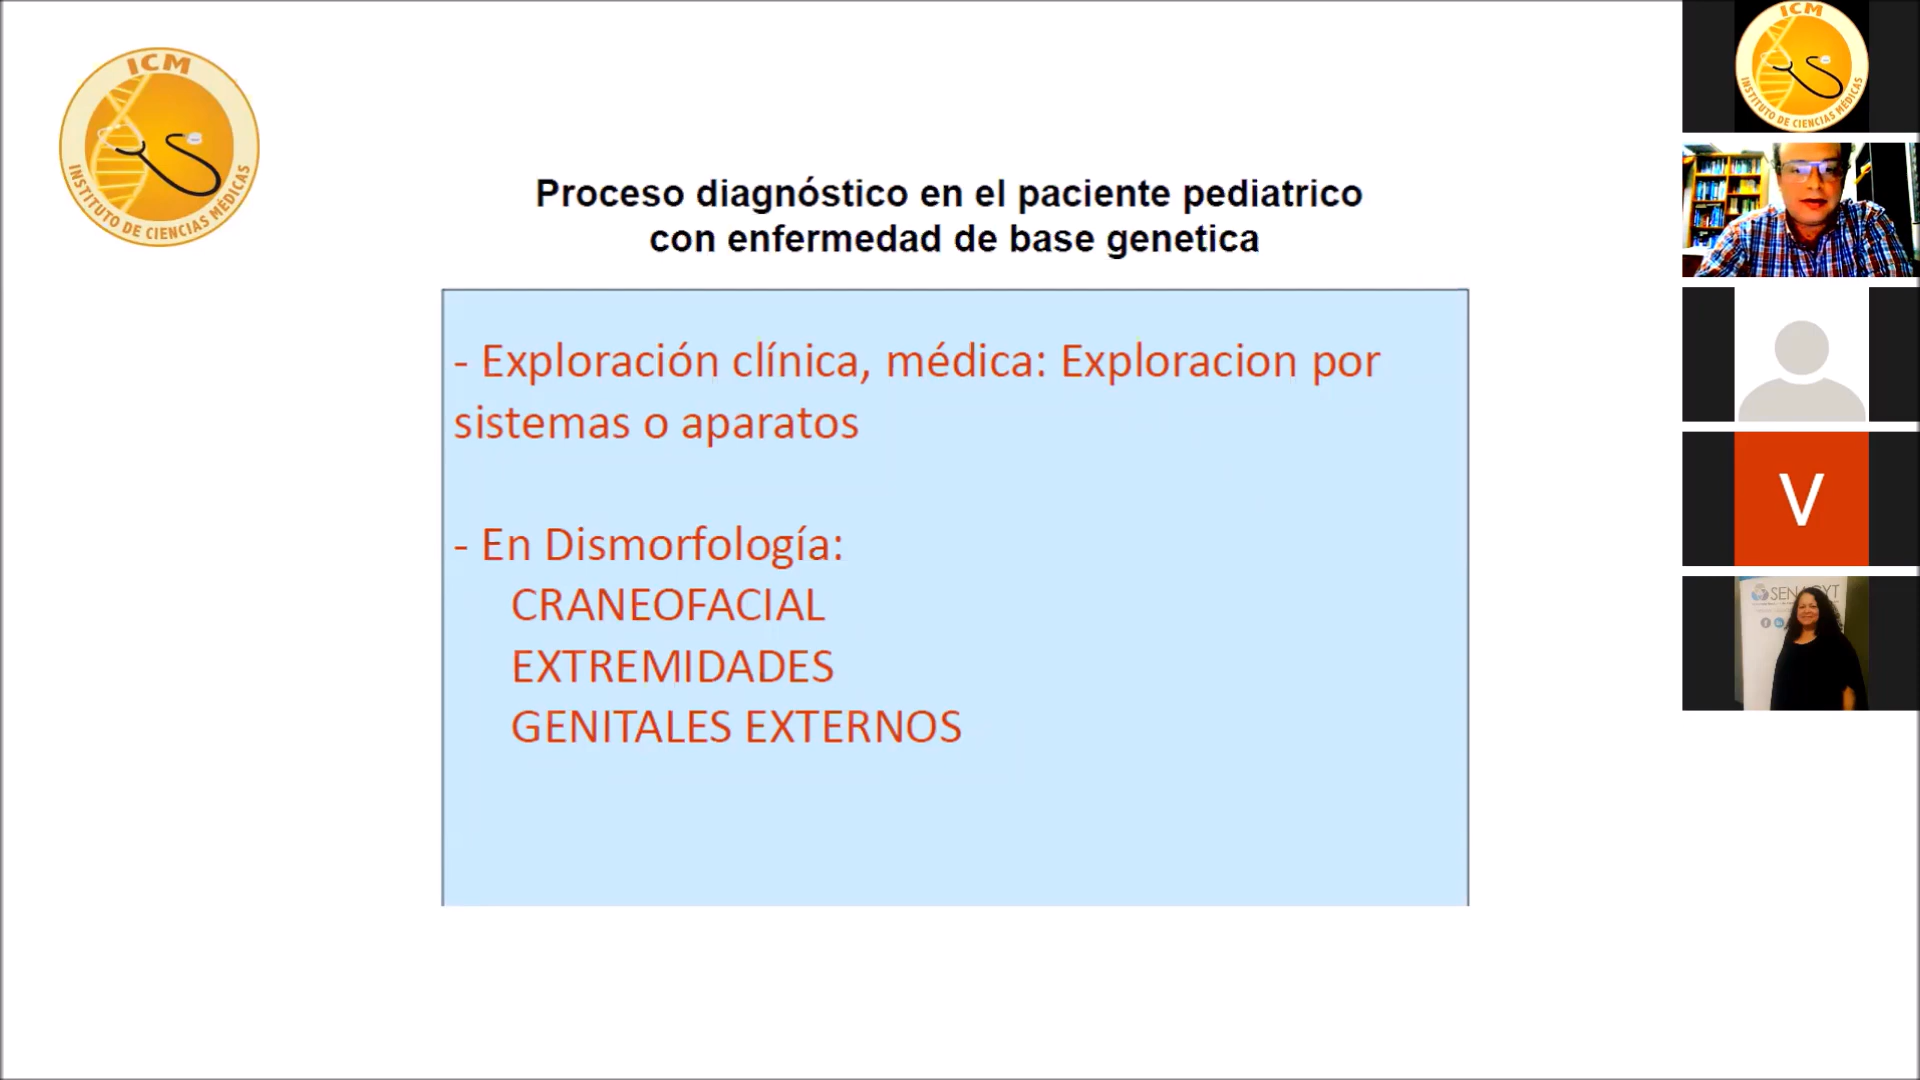 ICM
INSTITUTO DE CIENCIAS MÉDICAS
Proceso diagnóstico en el paciente pediatrico
con enfermedad de base genetica
- Exploración clínica, médica: Exploracion por
sistemas o aparatos
- En Dismorfología:
CRANEOFACIAL
EXTREMIDADES
GENITALES EXTERNOS
ICM
INSTITUTO DE CIENCIAS MÉDICAS
V